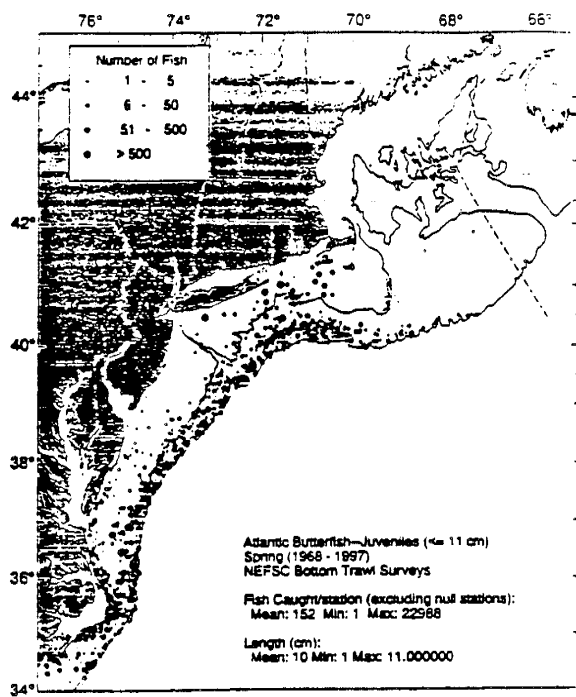 76° 74° 72° 70° 68° 66°
Number of Fish
1 - 5
6 - 50
51 - 500
> 500
44°
42°
40°
38°
36°
34°
Atlantic Butterfish--Juveniles (<= 11 cm)
Spring (1968 - 1997)
NEFSC Bottom Trawl Surveys
Fish Caught/station (excluding null stations):
Mean: 152 Min: 1 Max: 22988
Length (cm):
Mean: 10 Min: 1 Max: 11.000000